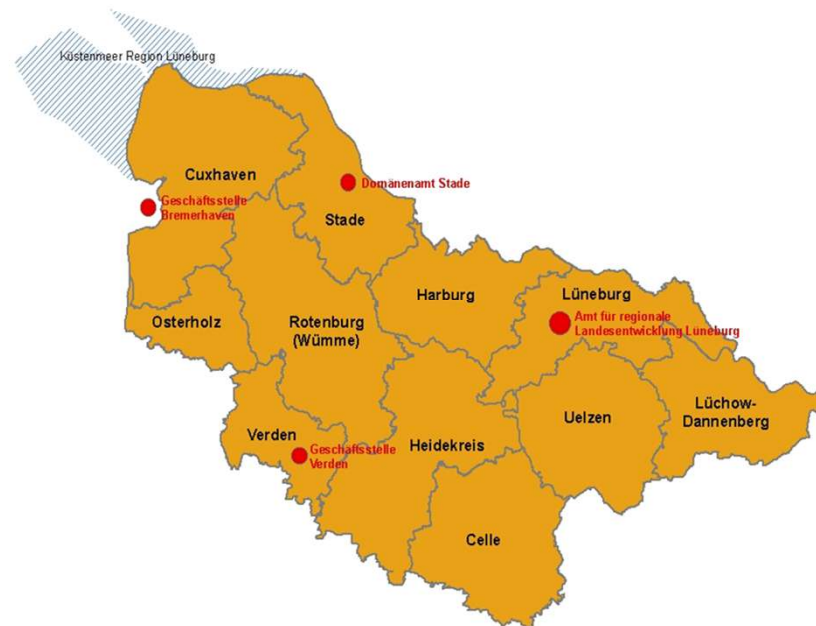 Küstenmeer Region Lüneburg
Cuxhaven
Geschäftsstelle
Bremerhaven
Domänenamt Stade
Stade
Harburg
Lüneburg
Amt für regionale
Landesentwicklung Lüneburg
Osterholz
Rotenburg
(Wümme)
Verden
Geschäftsstelle
Verden
Heidekreis
Uelzen
Lüchow-
Dannenberg
Celle